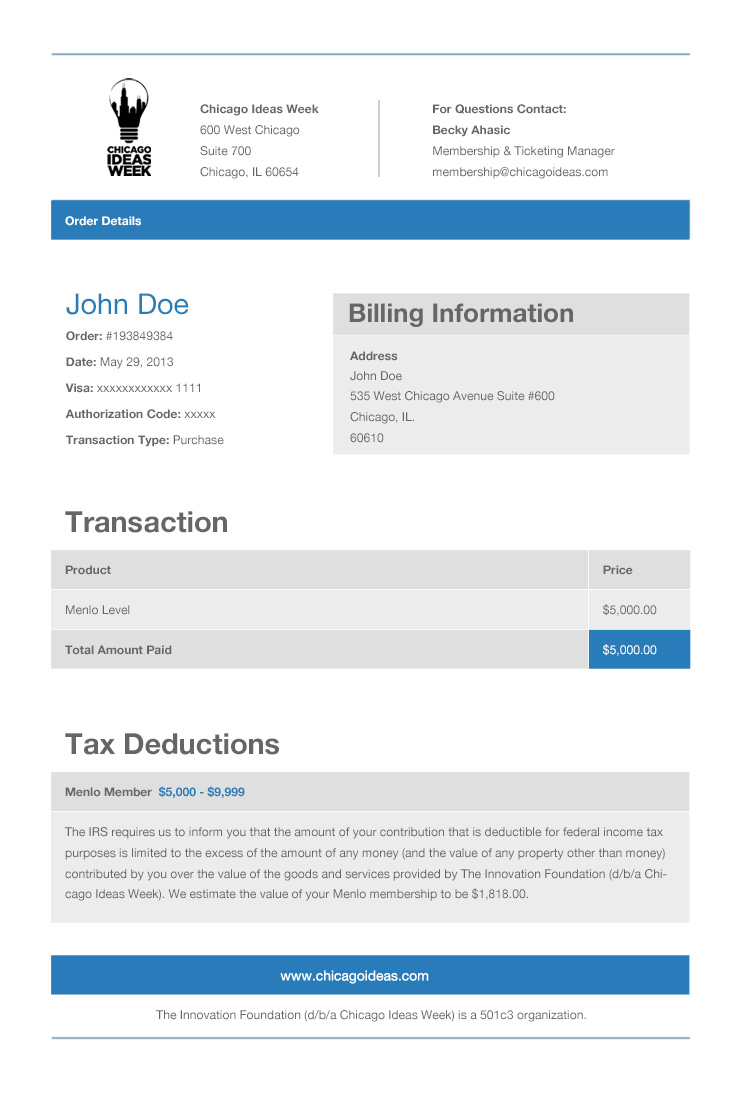 CHICAGO
IDEAS
WEEK
Chicago Ideas Week
600 West Chicago
Suite 700
Chicago, IL 60654
For Questions Contact:
Becky Ahasic
Membership & Ticketing Manager
membership@chicagoideas.com
Order Details
John Doe
Order: #193849384
Date: May 29, 2013
Visa: xxxxxxxxxxxx 1111
Authorization Code: xxxxx
Transaction Type: Purchase
Billing Information
Address
John Doe
535 West Chicago Avenue Suite #600
Chicago, IL.
60610
Transaction
Product Price
Menlo Level $5,000.00
Total Amount Paid $5,000.00
Tax Deductions
Menlo Member $5,000 - $9,999
The IRS requires us to inform you that the amount of your contribution that is deductible for federal income tax
purposes is limited to the excess of the amount of any money (and the value of any property other than money)
contributed by you over the value of the goods and services provided by The Innovation Foundation (d/b/a Chi-
cago Ideas Week). We estimate the value of your Menlo membership to be $1,818.00.
www.chicagoideas.com
The Innovation Foundation (d/b/a Chicago Ideas Week) is a 501c3 organization.